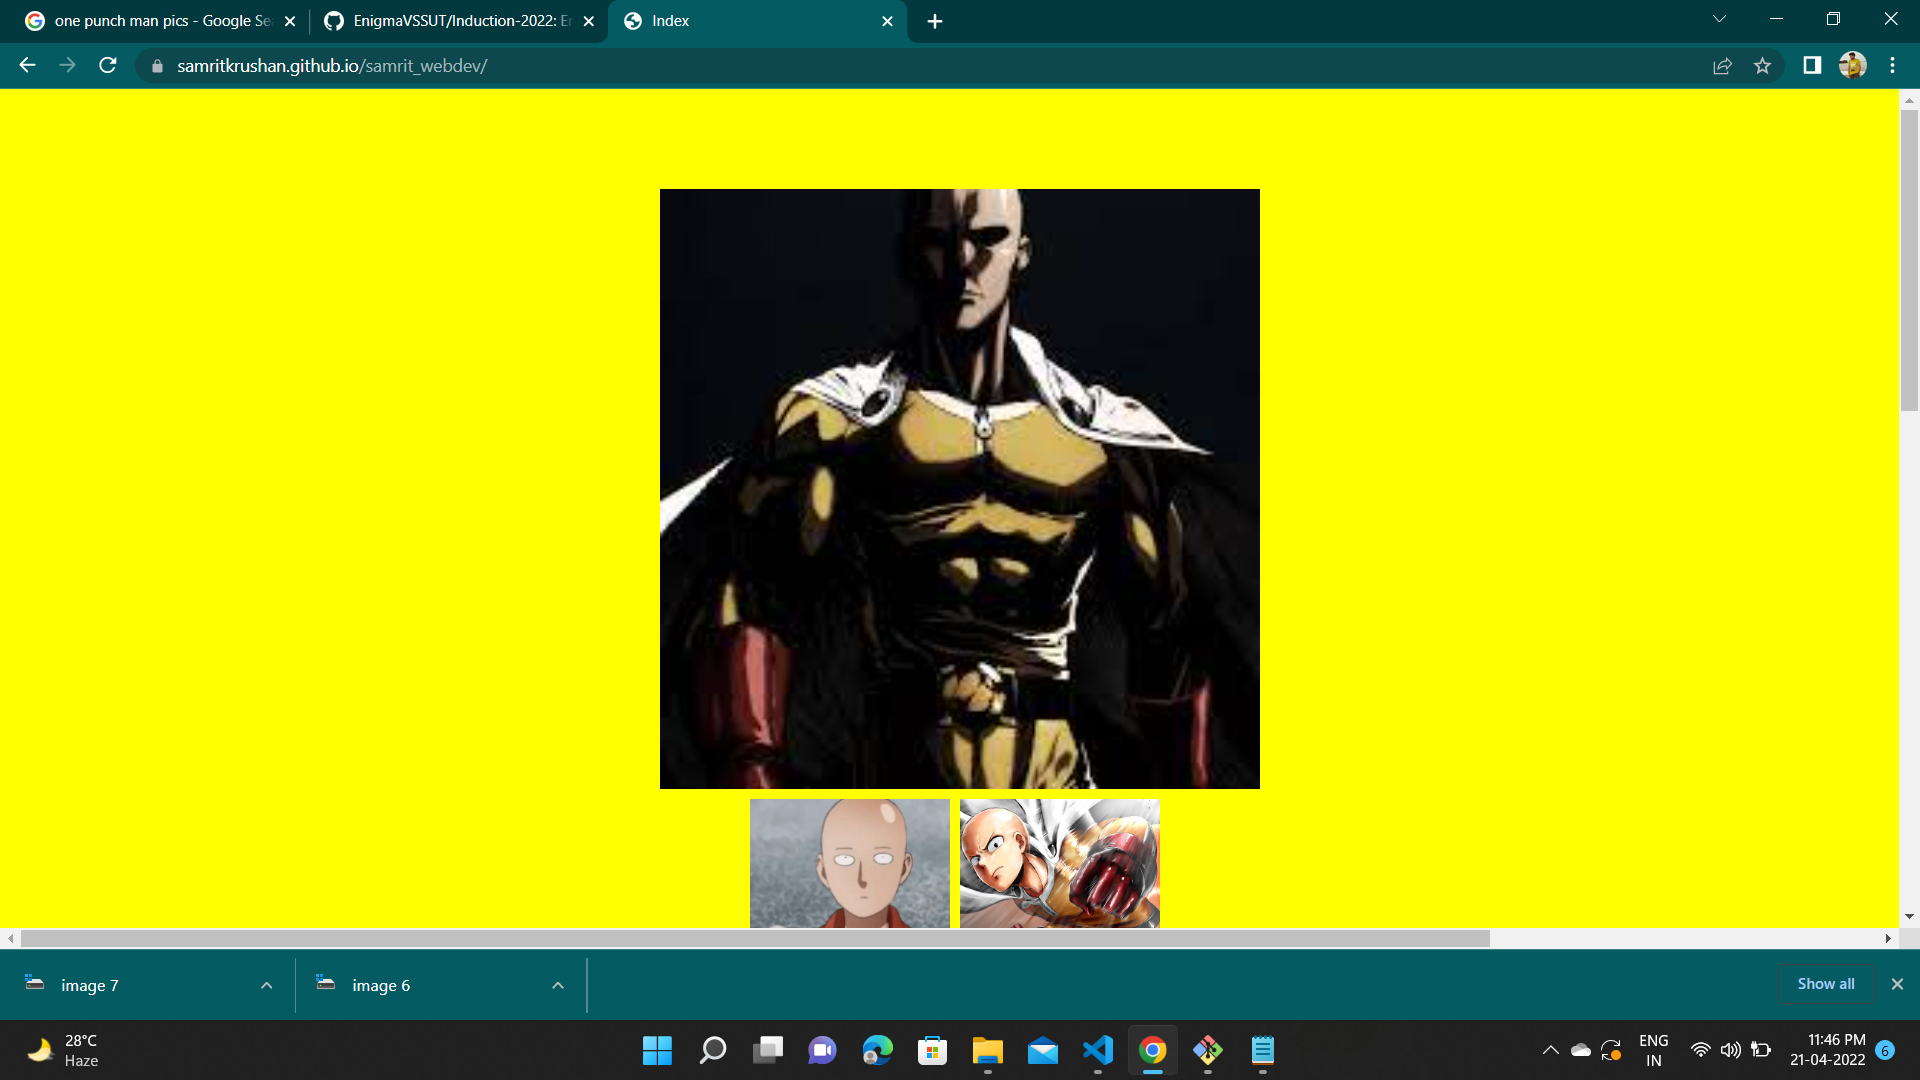 one punch man pics - Google Se
EnigmaVSSUT/Induction-2022: E
Index
samritkrushan.github.io/samrit_webdev/
image 7
image 6
Show all
28°C
Haze
ENG
IN
11:46 PM
21-04-2022
6